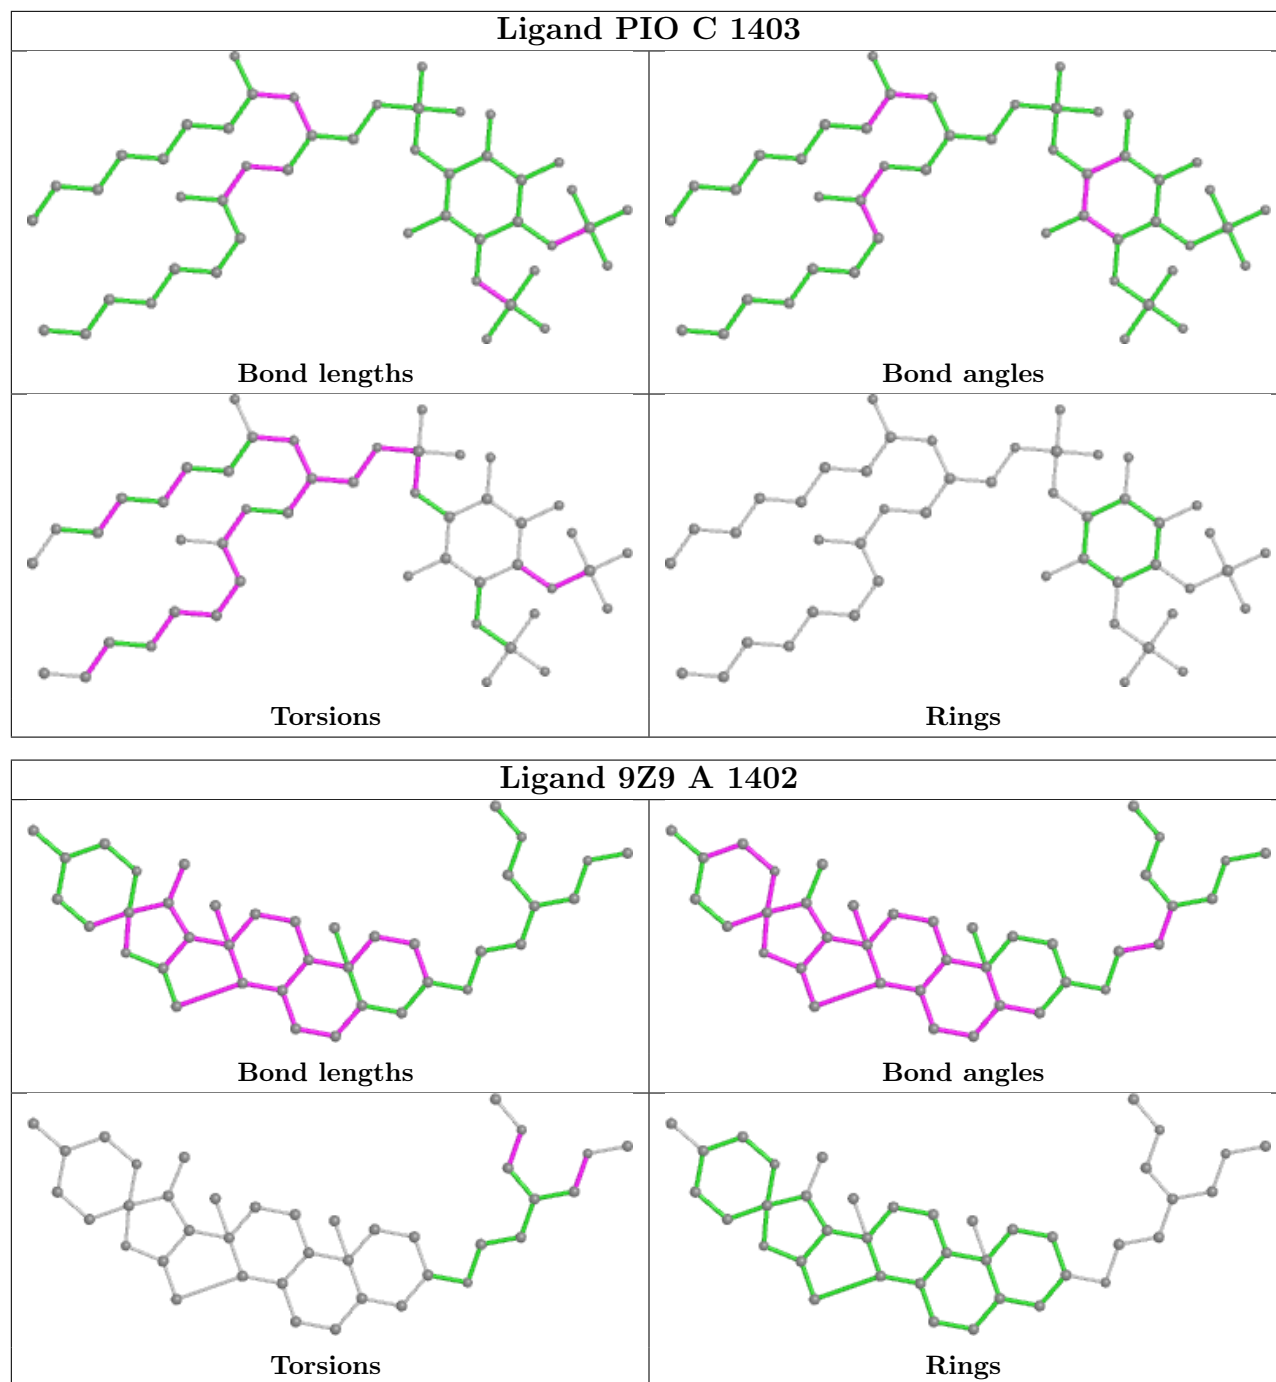 Ligand PIO C 1403
Bond lengths
Bond angles
Torsions
Rings
Ligand 9Z9 A 1402
Bond lengths
Bond angles
Torsions
Rings